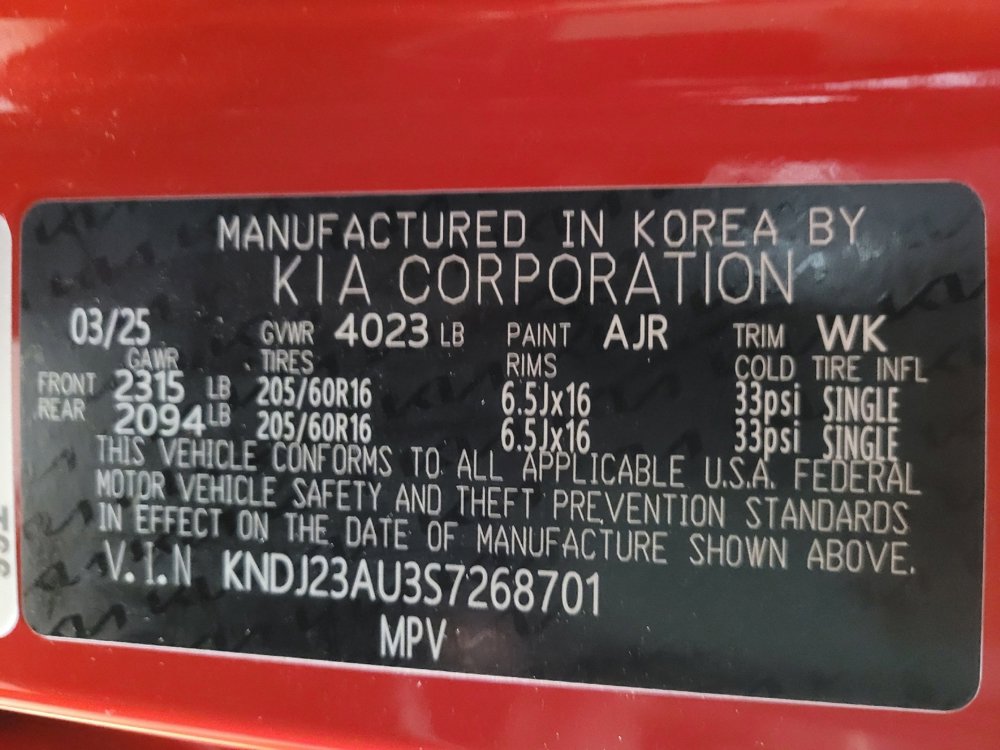 MANUFACTURED IN KOREA BY
KIA CORPORATION
03/25 GVWR 4023 LB PAINT AJR TRIM WK
GAWR TIRES RIMS COLD TIRE INFL
FRONT 2315 LB 205/60R16 6.5Jx16 33psi SINGLE
REAR 2094 LB 205/60R16 6.5Jx16 33psi SINGLE
THIS VEHICLE CONFORMS TO ALL APPLICABLE U.S.A. FEDERAL
MOTOR VEHICLE SAFETY AND THEFT PREVENTION STANDARDS
IN EFFECT ON THE DATE OF MANUFACTURE SHOWN ABOVE.
V.I.N KNDJ23AU3S7268701
MPV